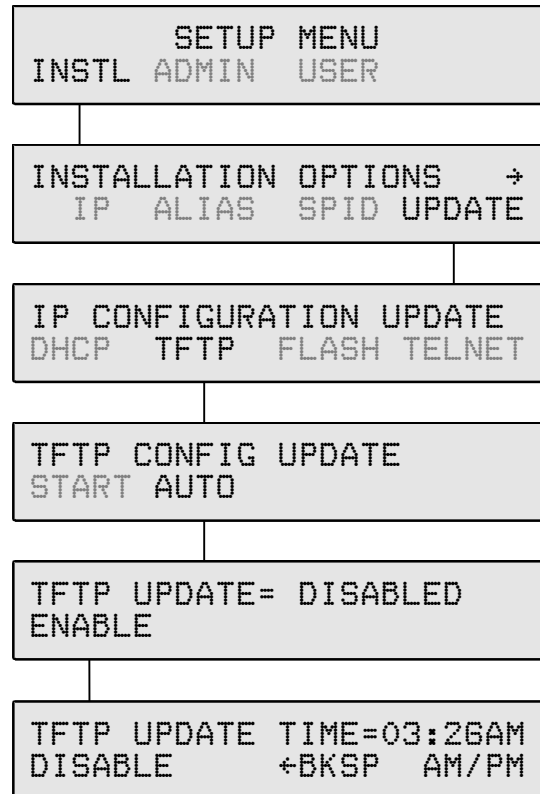 SETUP MENU
INSTL ADMIN USER
INSTALLATION OPTIONS →
IP ALIAS SPID UPDATE
IP CONFIGURATION UPDATE
DHCP TFTP FLASH TELNET
TFTP CONFIG UPDATE
START AUTO
TFTP UPDATE= DISABLED
ENABLE
TFTP UPDATE TIME=03:26AM
DISABLE ←BKSP AM/PM